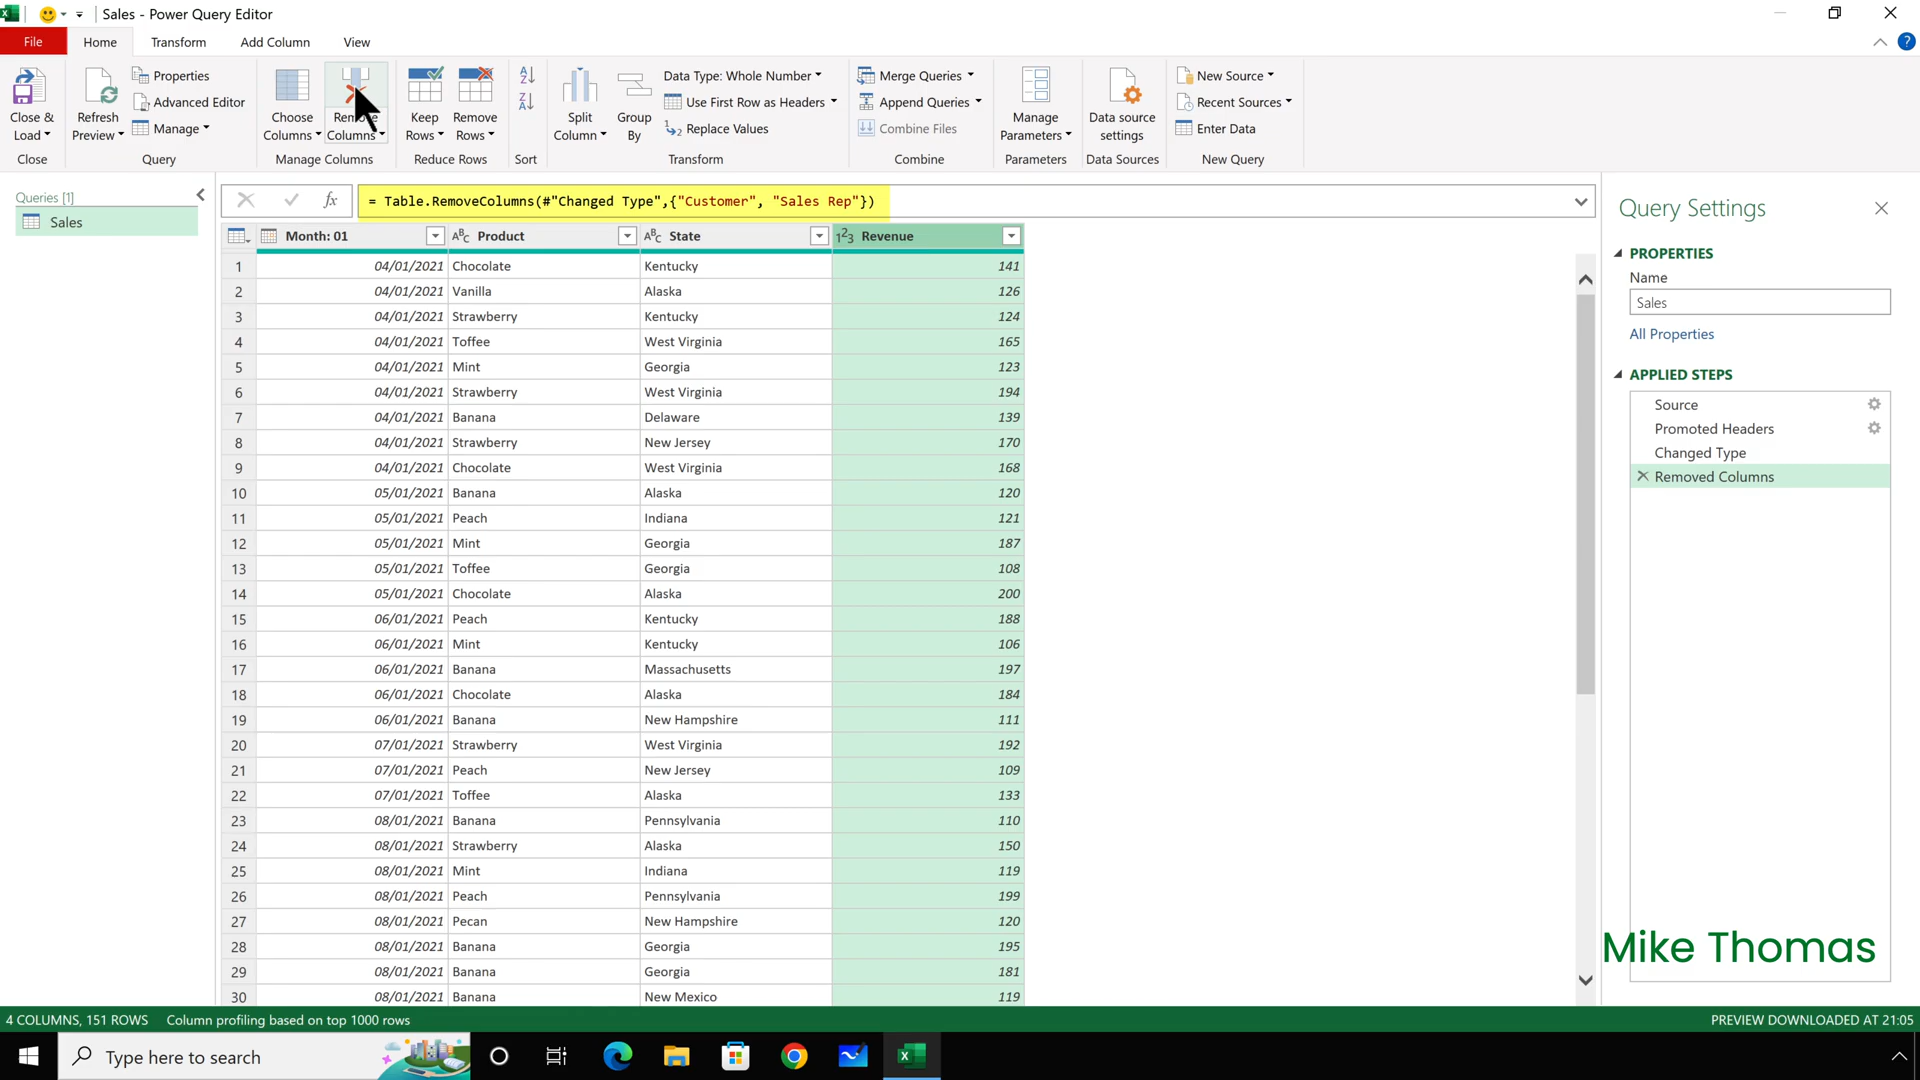 Sales - Power Query Editor
File
Home
Transform
Add Column
View
Close & Load
Close
Refresh Preview
Properties
Advanced Editor
Manage
Query
Choose Columns
Columns
Manage Columns
Keep Rows
Remove Rows
Reduce Rows
Sort
Split Column
Group By
Data Type: Whole Number
Use First Row as Headers
Replace Values
Transform
Merge Queries
Append Queries
Combine Files
Combine
Manage Parameters
Parameters
Data source settings
Data Sources
New Source
Recent Sources
Enter Data
New Query
Queries [1]
Sales
fx = Table.RemoveColumns(#"Changed Type",{"Customer", "Sales Rep"})
Month: 01 ABC Product ABC State 123 Revenue
1 04/01/2021 Chocolate Kentucky 141
2 04/01/2021 Vanilla Alaska 126
3 04/01/2021 Strawberry Kentucky 124
4 04/01/2021 Toffee West Virginia 165
5 04/01/2021 Mint Georgia 123
6 04/01/2021 Strawberry West Virginia 194
7 04/01/2021 Banana Delaware 139
8 04/01/2021 Strawberry New Jersey 170
9 04/01/2021 Chocolate West Virginia 168
10 05/01/2021 Banana Alaska 120
11 05/01/2021 Peach Indiana 121
12 05/01/2021 Mint Georgia 187
13 05/01/2021 Toffee Georgia 108
14 05/01/2021 Chocolate Alaska 200
15 06/01/2021 Peach Kentucky 188
16 06/01/2021 Mint Kentucky 106
17 06/01/2021 Banana Massachusetts 197
18 06/01/2021 Chocolate Alaska 184
19 06/01/2021 Banana New Hampshire 111
20 07/01/2021 Strawberry West Virginia 192
21 07/01/2021 Peach New Jersey 109
22 07/01/2021 Toffee Alaska 133
23 08/01/2021 Banana Pennsylvania 110
24 08/01/2021 Strawberry Alaska 150
25 08/01/2021 Mint Indiana 119
26 08/01/2021 Peach Pennsylvania 199
27 08/01/2021 Pecan New Hampshire 120
28 08/01/2021 Banana Georgia 195
29 08/01/2021 Banana Georgia 181
30 08/01/2021 Banana New Mexico 119
Query Settings
PROPERTIES
Name
Sales
All Properties
APPLIED STEPS
Source
Promoted Headers
Changed Type
Removed Columns
Mike Thomas
4 COLUMNS, 151 ROWS Column profiling based on top 1000 rows
PREVIEW DOWNLOADED AT 21:05
Type here to search